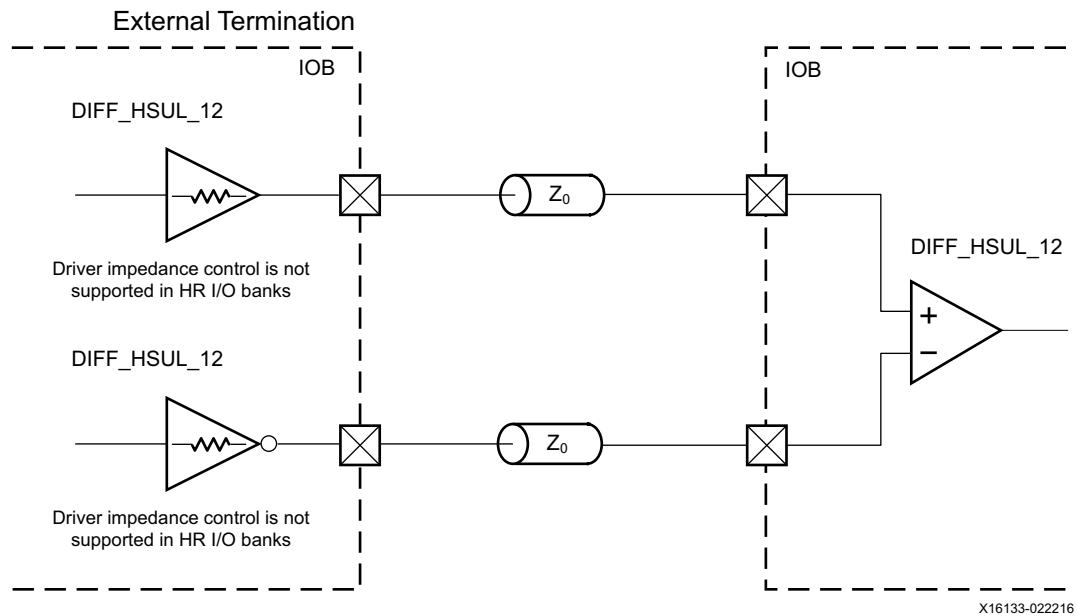 External Termination
IOB
IOB
DIFF_HSUL_12
Z0
DIFF_HSUL_12
Driver impedance control is not
supported in HR I/O banks
+
−
DIFF_HSUL_12
Z0
Driver impedance control is not
supported in HR I/O banks
X16133-022216